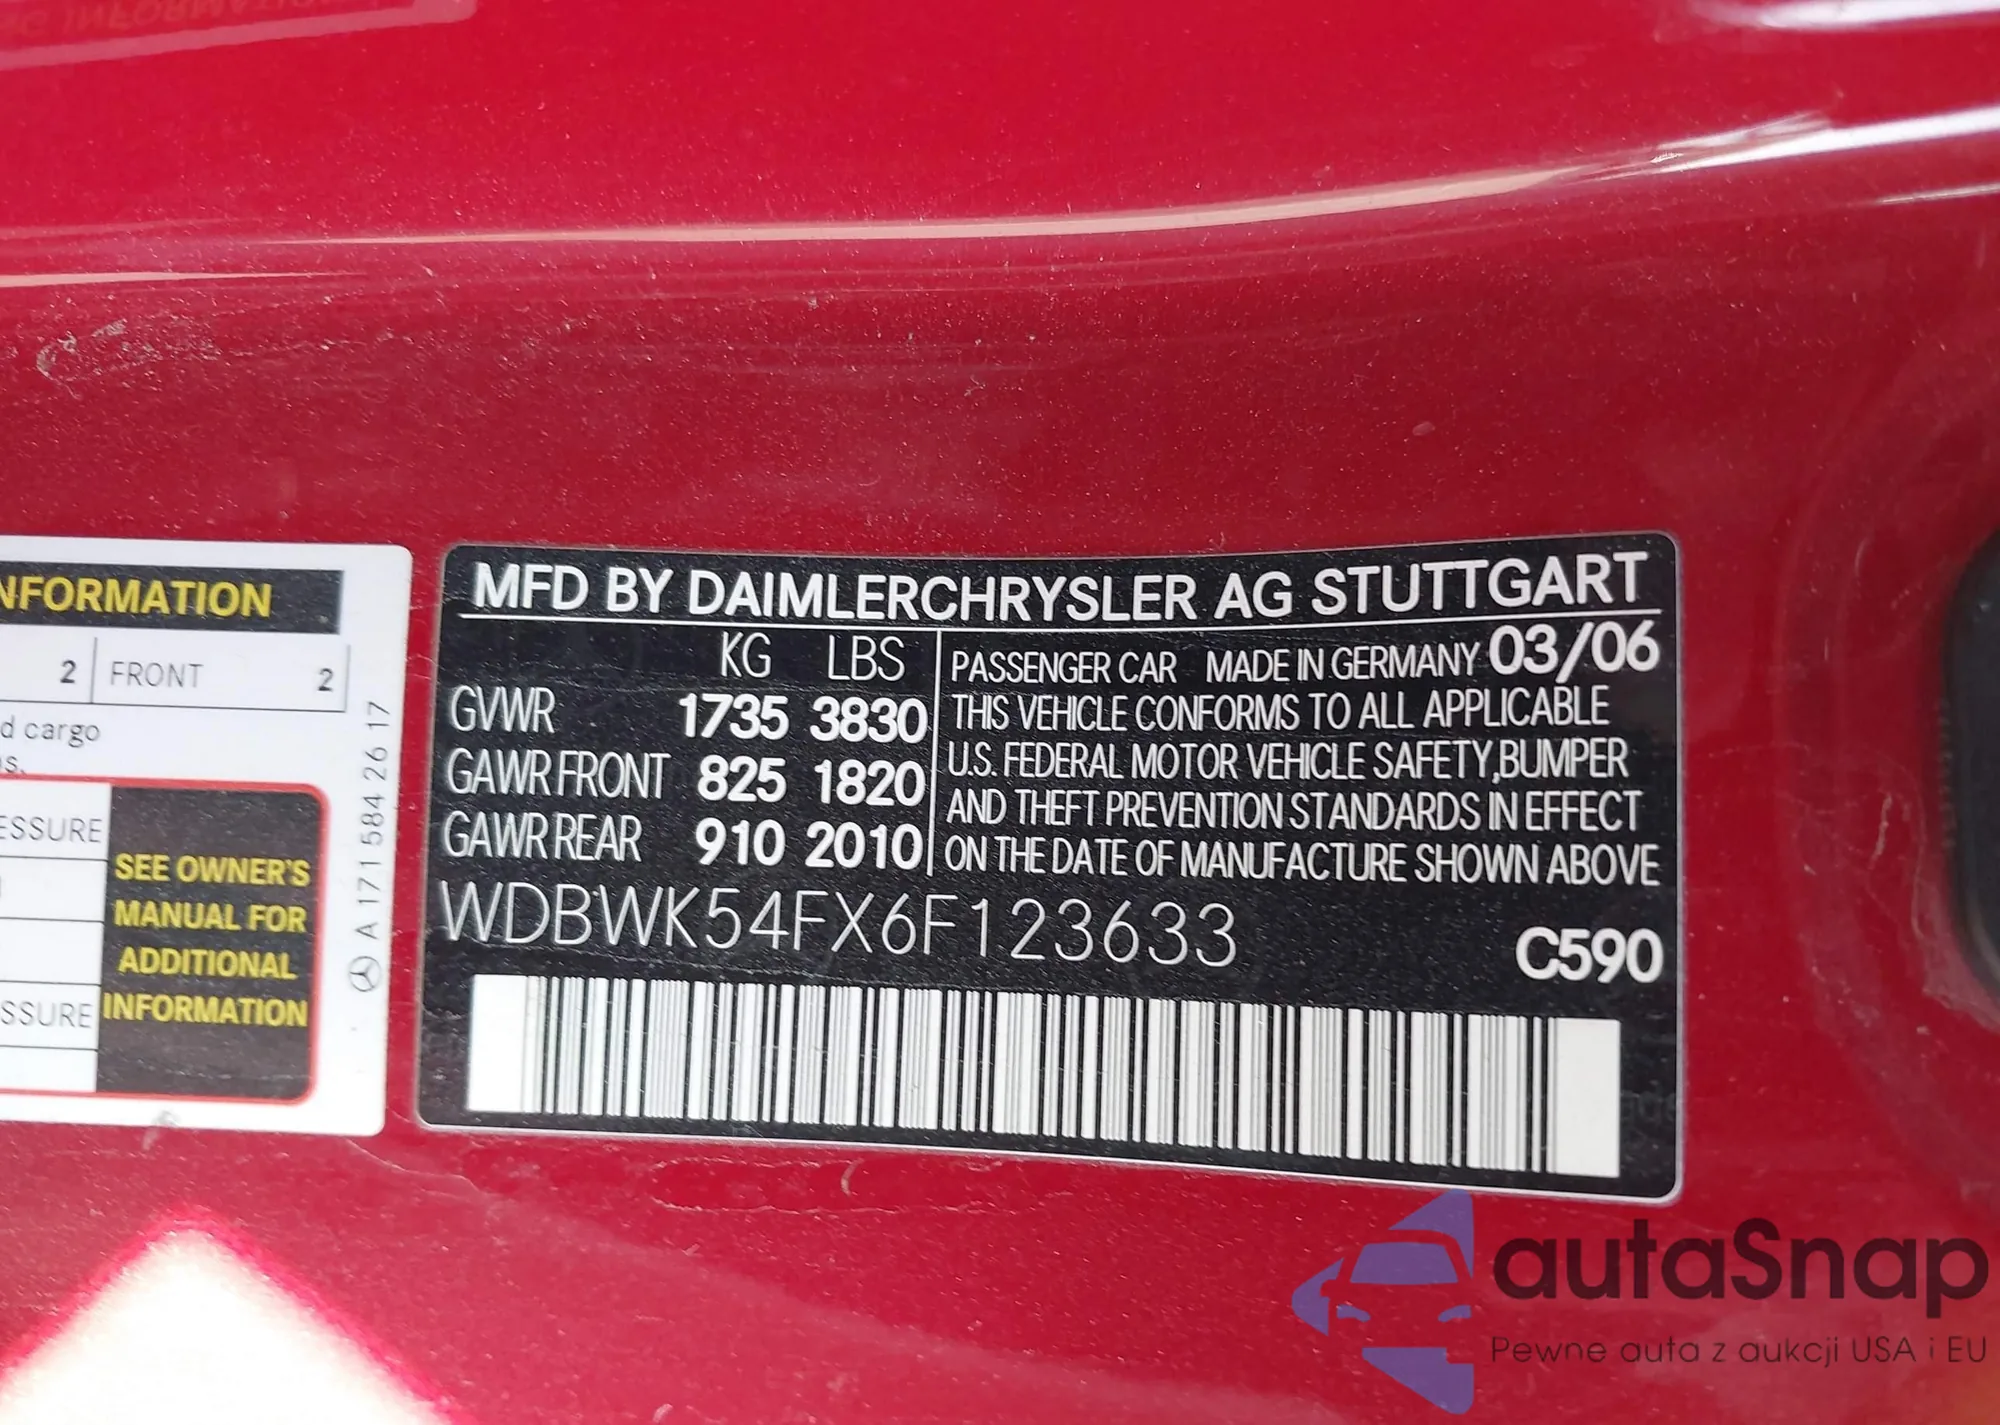 INFORMATION
NFORMATION
2 FRONT 2
d cargo
s.
ESSURE
SSURE
SEE OWNER'S
MANUAL FOR
ADDITIONAL
INFORMATION
A 171 584 26 17
MFD BY DAIMLERCHRYSLER AG STUTTGART
KG LBS
GVWR 1735 3830
GAWR FRONT 825 1820
GAWR REAR 910 2010
PASSENGER CAR MADE IN GERMANY 03/06
THIS VEHICLE CONFORMS TO ALL APPLICABLE
U.S. FEDERAL MOTOR VEHICLE SAFETY,BUMPER
AND THEFT PREVENTION STANDARDS IN EFFECT
ON THE DATE OF MANUFACTURE SHOWN ABOVE
WDBWK54FX6F123633
C590
autaSnap
Pewne auta z aukcji USA i EU